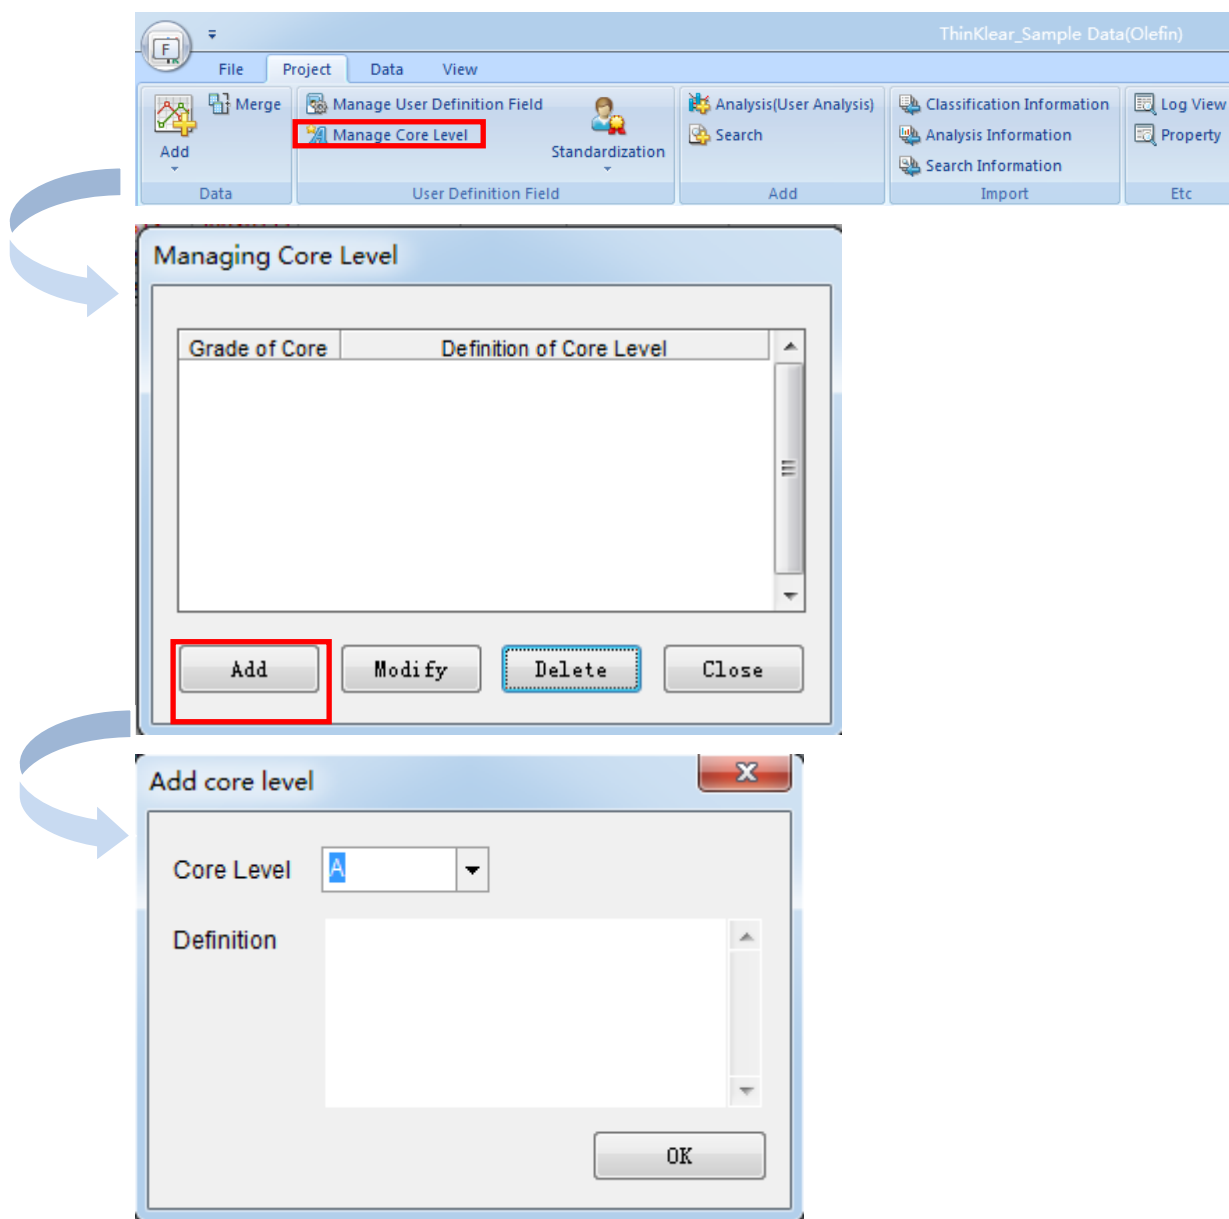 ThinKlear_Sample Data(Olefin)
F
File Project Data View
Merge Manage User Definition Field Analysis(User Analysis) Classification Information Log View
Manage Core Level Search Analysis Information Property
Add Standardization Search Information
Data User Definition Field Add Import Etc
Managing Core Level
Grade of Core Definition of Core Level
Add Modify Delete Close
Add core level
Core Level A
Definition
OK